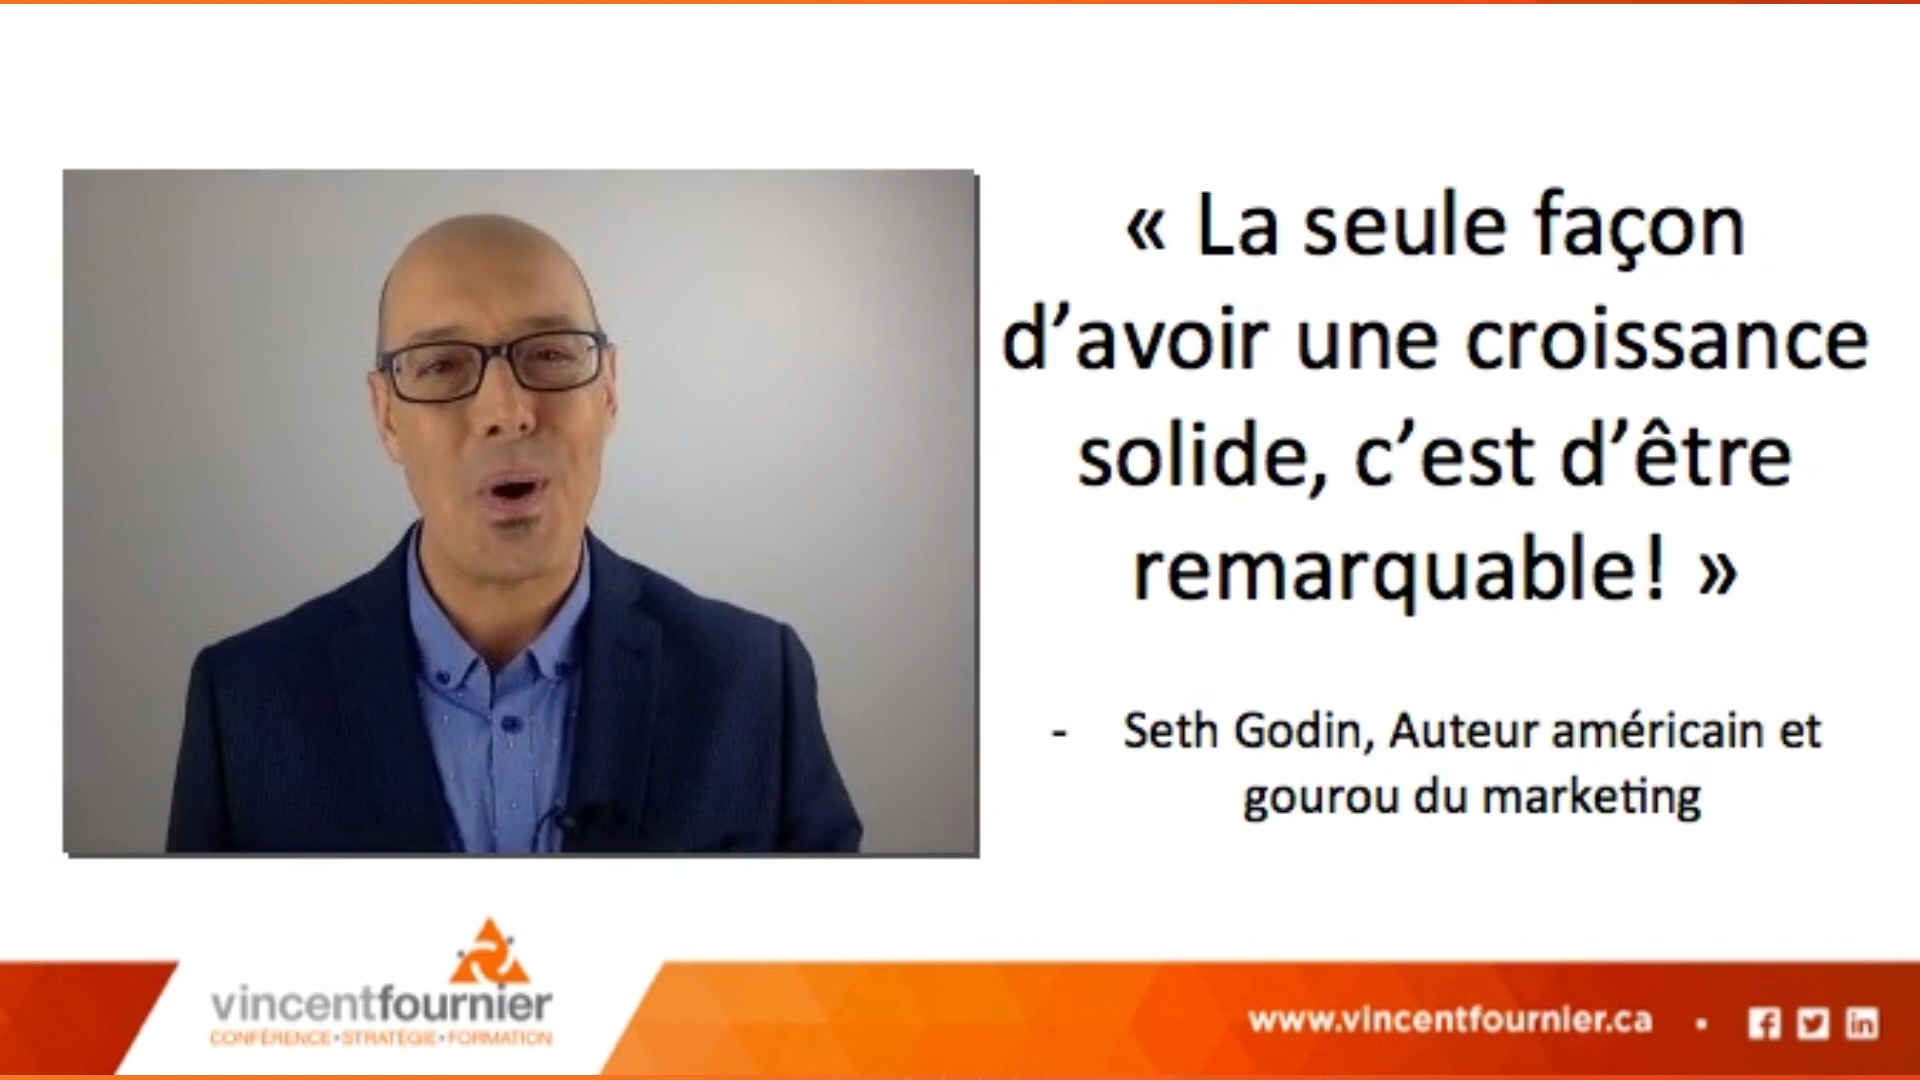 « La seule façon
d’avoir une croissance
solide, c’est d’être
remarquable! »
- Seth Godin, Auteur américain et
gourou du marketing
vincentfournier
CONFÉRENCE•STRATÉGIE•FORMATION
www.vincentfournier.ca